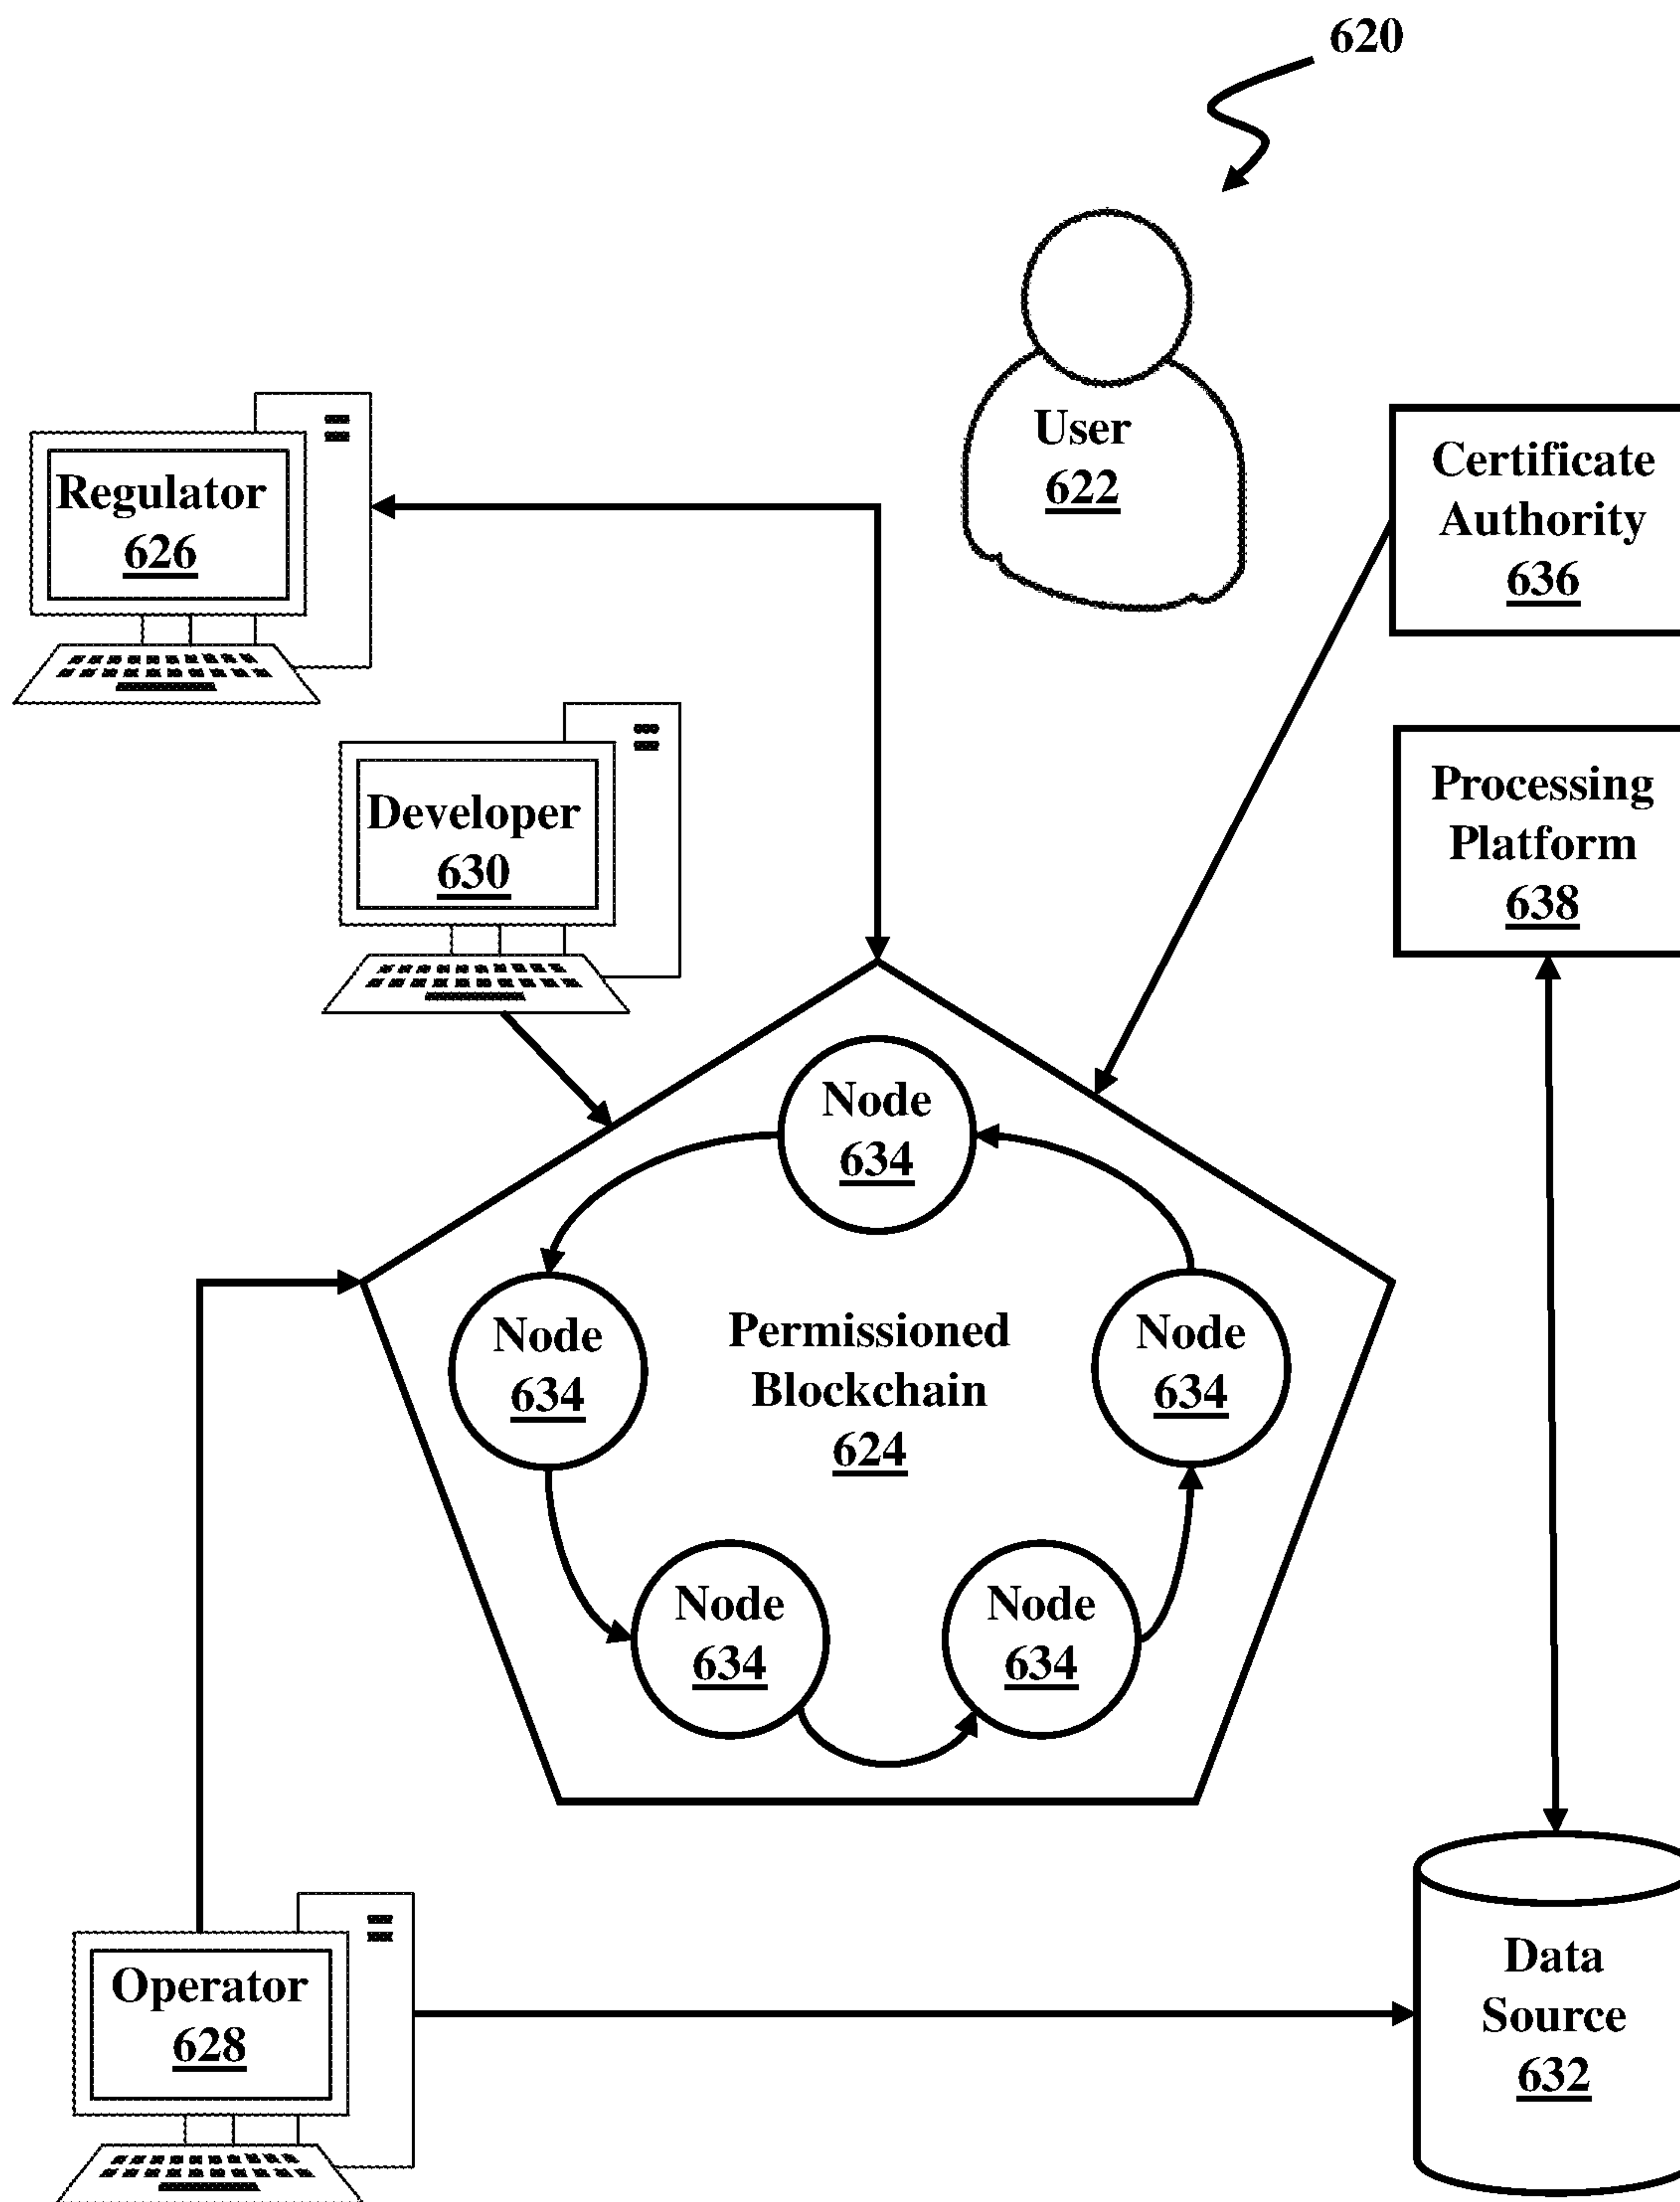 620
User
622
Regulator
626
Certificate
Authority
636
Developer
630
Processing
Platform
638
Node
634
Node
634
Permissioned
Blockchain
624
Node
634
Node
634
Node
634
Operator
628
Data
Source
632